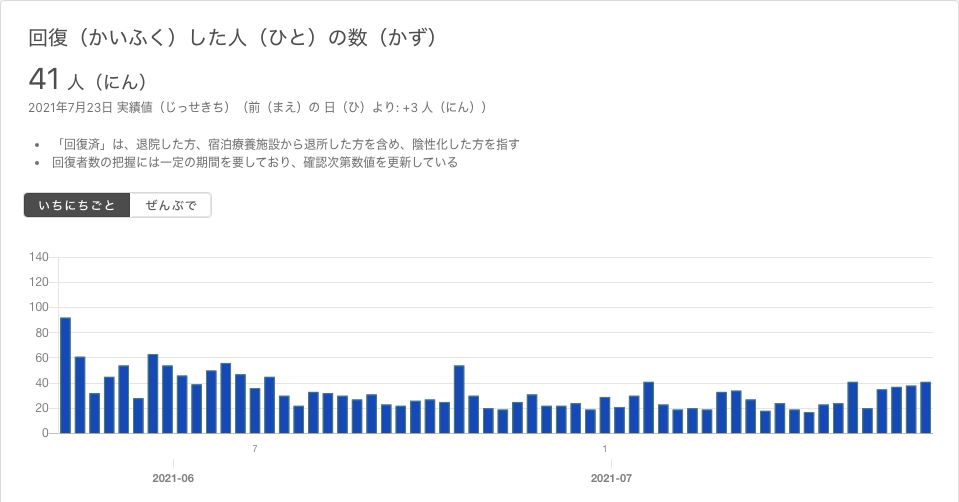 回復（かいふく）した人（ひと）の数（かず）
41 人（にん）
2021年7月23日 実績値（じっせきち）（前（まえ）の 日（ひ）より: +3 人（にん））
• 「回復済」は、退院した方、宿泊療養施設から退所した方を含め、陰性化した方を指す
• 回復者数の把握には一定の期間を要しており、確認次第数値を更新している
いちにちごと ぜんぶで
140
120
100
80
60
40
20
0
7 1
2021-06 2021-07